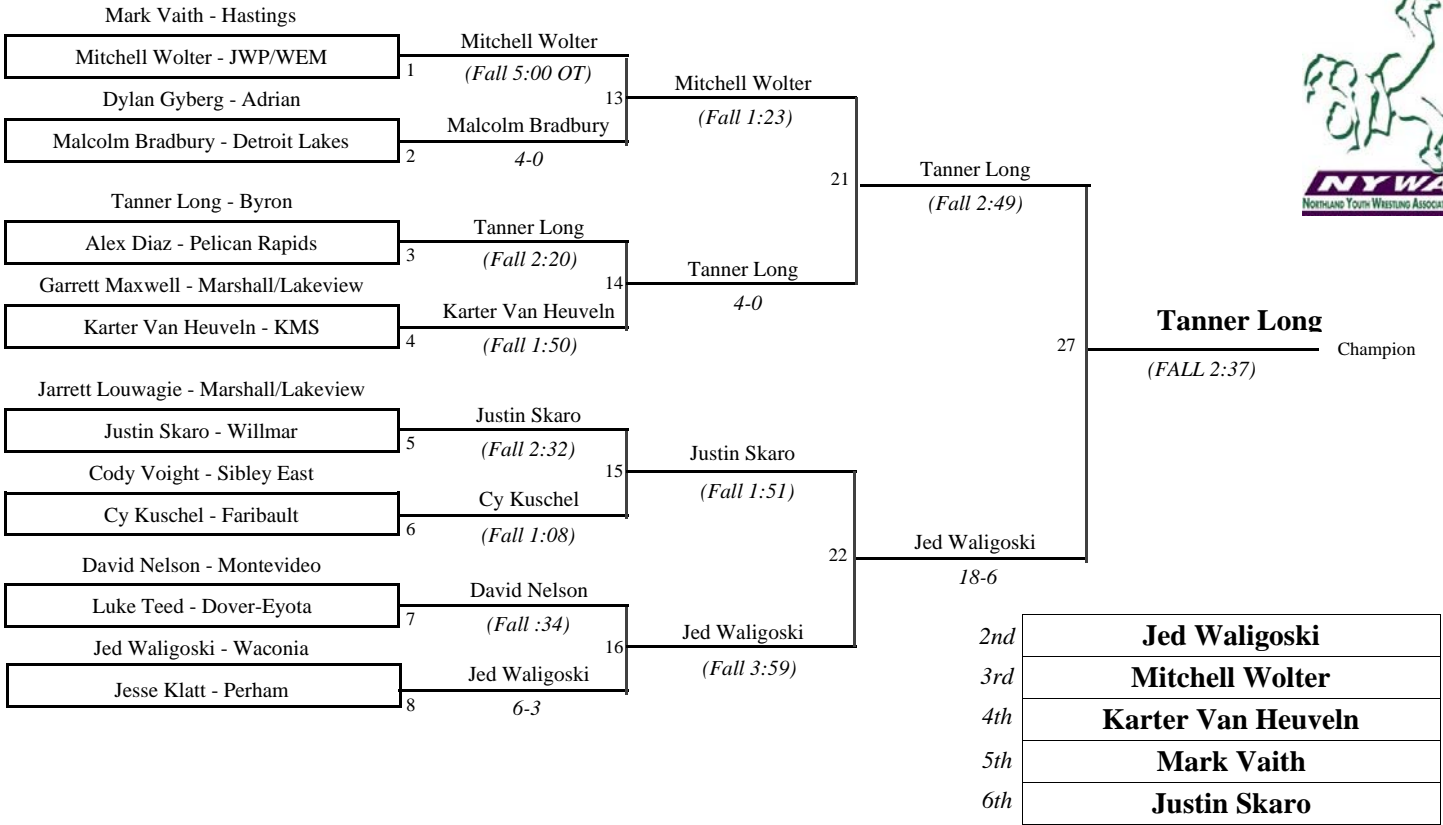 Mark Vaith - Hastings
Mitchell Wolter - JWP/WEM
1
Dylan Gyberg - Adrian
Malcolm Bradbury - Detroit Lakes
2
Tanner Long - Byron
Alex Diaz - Pelican Rapids
3
Garrett Maxwell - Marshall/Lakeview
Karter Van Heuveln - KMS
4
Jarrett Louwagie - Marshall/Lakeview
Justin Skaro - Willmar
5
Cody Voight - Sibley East
Cy Kuschel - Faribault
6
David Nelson - Montevideo
Luke Teed - Dover-Eyota
7
Jed Waligoski - Waconia
Jesse Klatt - Perham
8
Mitchell Wolter
(Fall 5:00 OT)
13
Malcolm Bradbury
4-0
Tanner Long
(Fall 2:20)
14
Karter Van Heuveln
(Fall 1:50)
Justin Skaro
(Fall 2:32)
15
Cy Kuschel
(Fall 1:08)
David Nelson
(Fall :34)
16
Jed Waligoski
6-3
Mitchell Wolter
(Fall 1:23)
21
Tanner Long
4-0
Justin Skaro
(Fall 1:51)
22
Jed Waligoski
(Fall 3:59)
Tanner Long
(Fall 2:49)
27
Jed Waligoski
18-6
Tanner Long
Champion
(FALL 2:37)
NYWA
NORTHLAND YOUTH WRESTLING
2nd Jed Waligoski
3rd Mitchell Wolter
4th Karter Van Heuveln
5th Mark Vaith
6th Justin Skaro